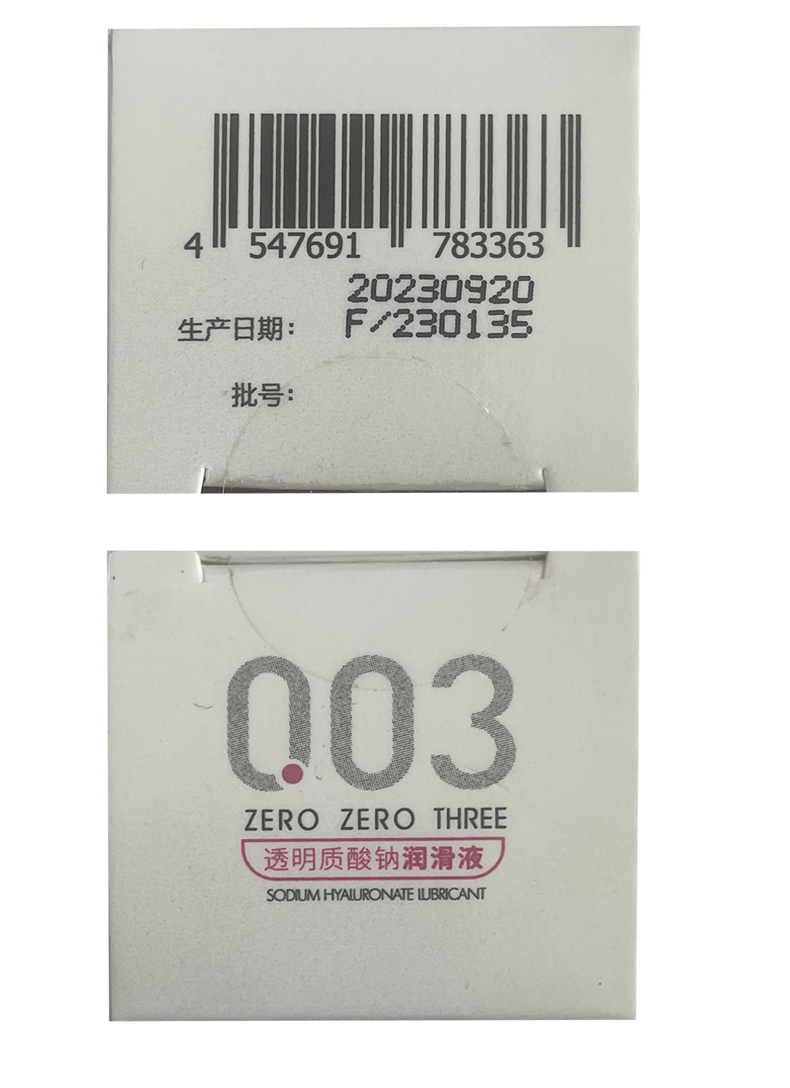 4 547691 783363
20230920
生产日期: F/230135
批号:
0.03
ZERO ZERO THREE
透明质酸钠润滑液
SODIUM HYALURONATE LUBRICANT